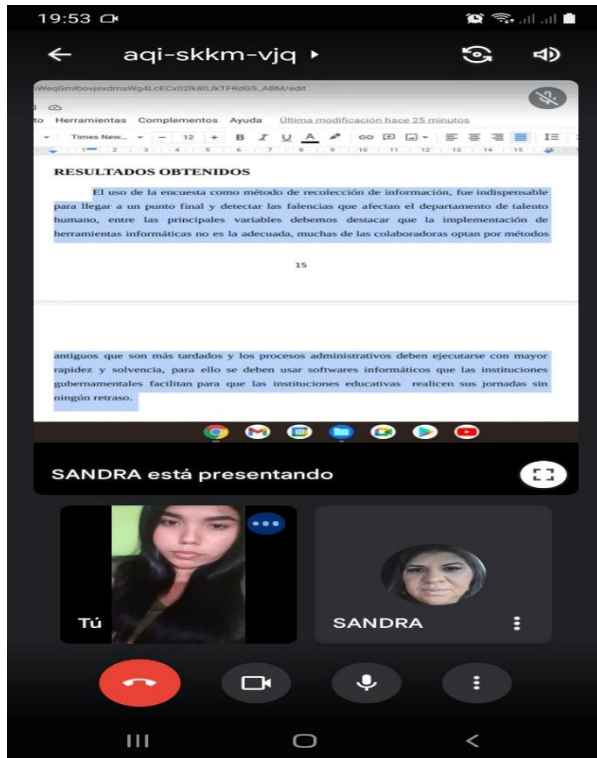 19:53
aqi-skkm-vjq
Herramientas Complementos Ayuda Última modificación hace 25 minutos
Times New... - 12 + B I U A
RESULTADOS OBTENIDOS
El uso de la encuesta como método de recolección de información, fue indispensable
para llegar a un punto final y detectar las falencias que afectan el departamento de talento
humano, entre las principales variables debemos destacar que la implementación de
herramientas informáticas no es la adecuada, muchas de las colaboradoras optan por métodos
15
antiguos que son más tardados y los procesos administrativos deben ejecutarse con mayor
rapidez y solvencia, para ello se deben usar softwares informáticos que las instituciones
gubernamentales facilitan para que las instituciones educativas realicen sus jornadas sin
ningún retraso.
SANDRA está presentando
Tú
SANDRA